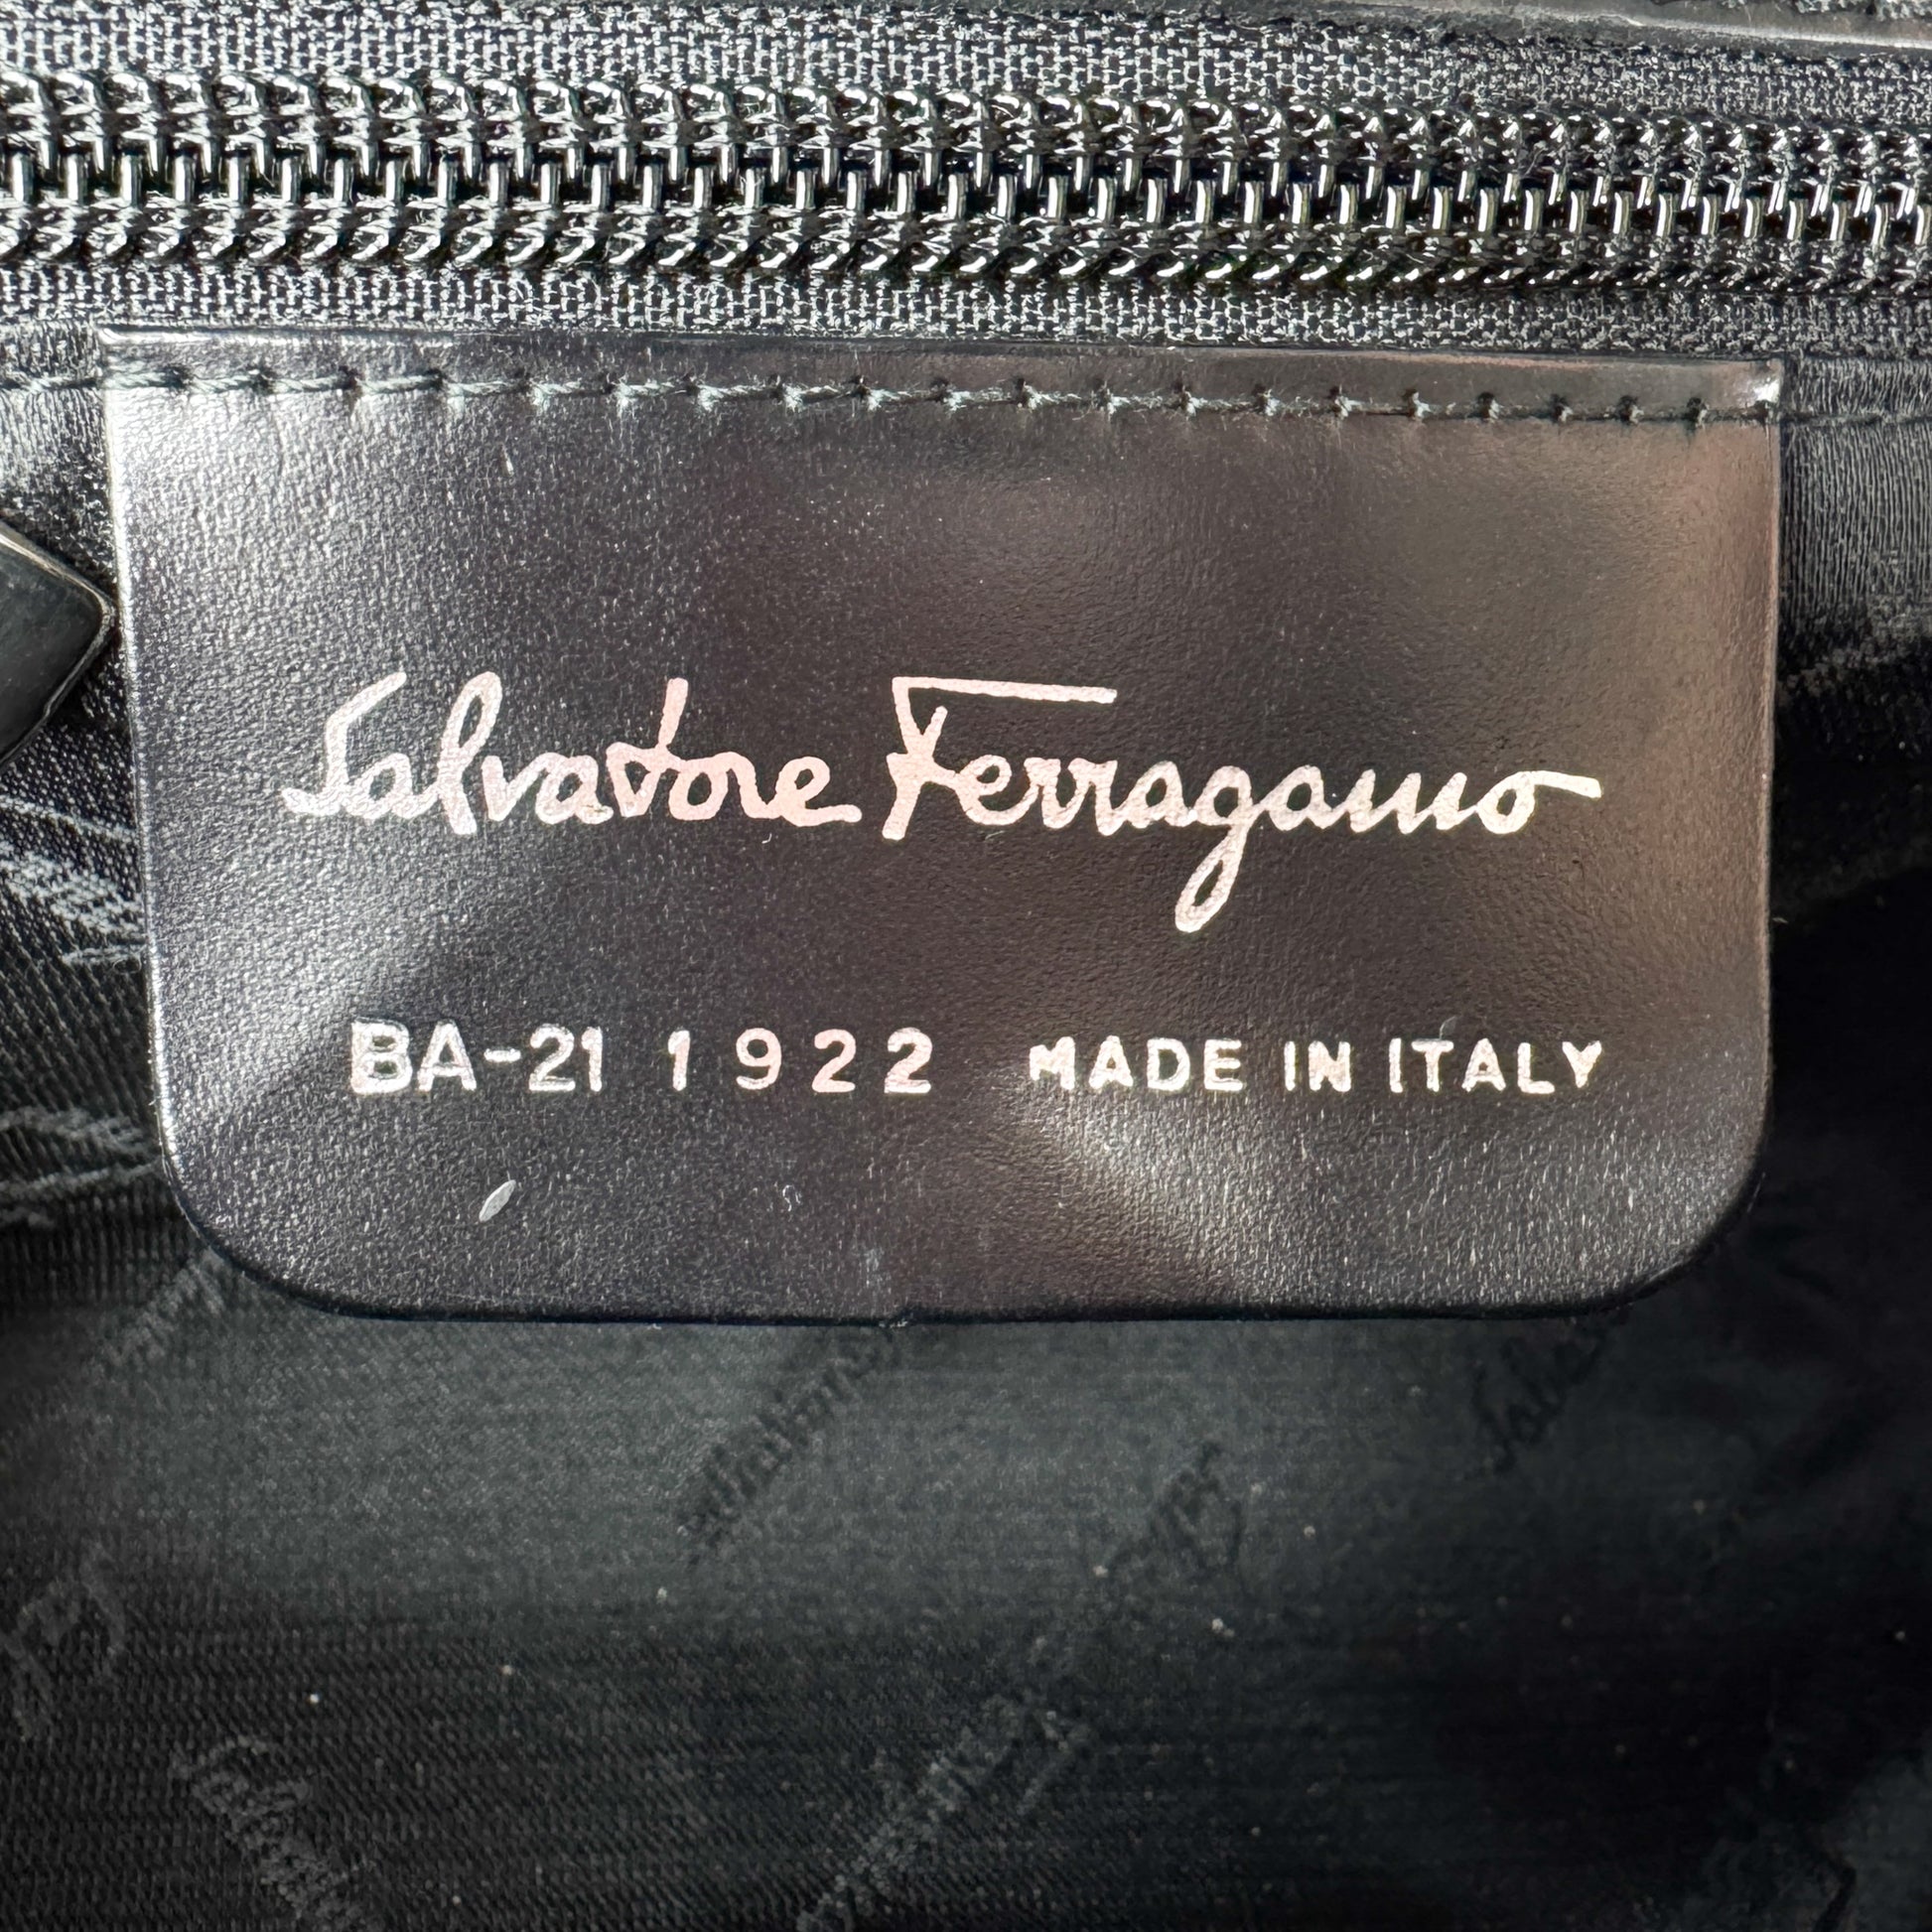 Salvatore Ferragamo
BA-21 1922 MADE IN ITALY